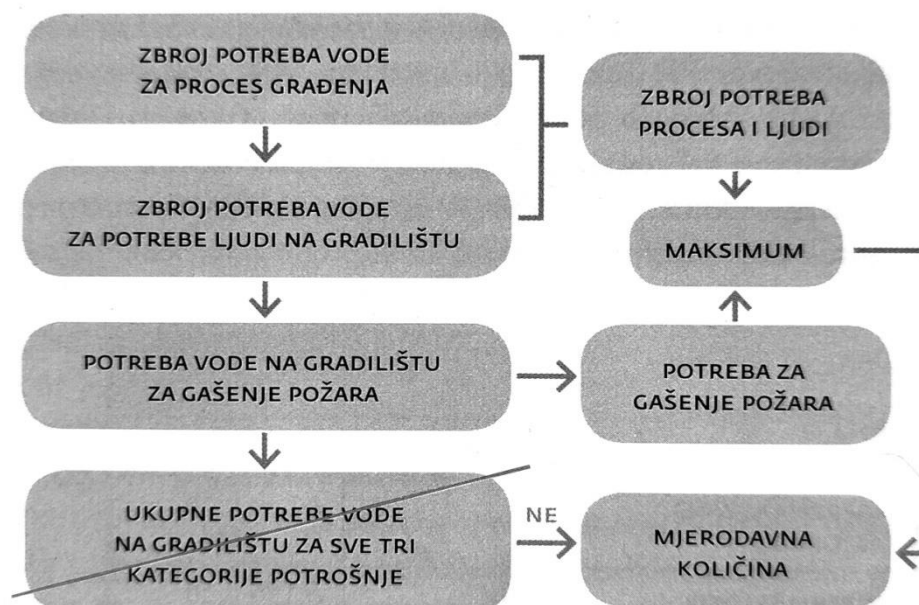 ZBROJ POTREBA VODE
ZA PROCES GRAĐENJA
ZBROJ POTREBA
PROCESA I LJUDI
ZBROJ POTREBA VODE
ZA POTREBE LJUDI NA GRADILIŠTU
MAKSIMUM
POTREBA VODE NA GRADILIŠTU
ZA GAŠENJE POŽARA
POTREBA ZA
GAŠENJE POŽARA
UKUPNE POTREBE VODE
NA GRADILIŠTU ZA SVE TRI
KATEGORIJE POTROŠNJE
NE
MJERODAVNA
KOLIČINA